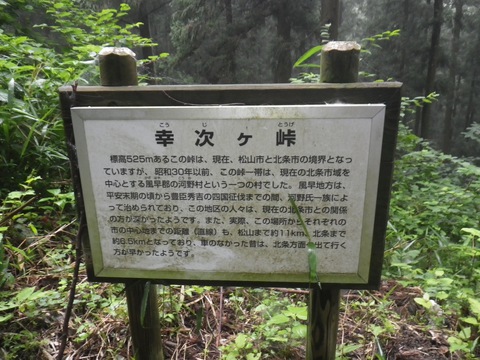 こうじがとうげ
幸次ヶ峠
標高525mあるこの峠は、現在、松山市と北条市の境界となっ
ていますが、昭和30年以前、この峠一帯は、現在の北条市域を
中心とする風早郡の河野村という一つの村でした。風早地方は、
平安末期の頃から豊臣秀吉の四国征伐までの間、河野氏一族によ
って治められており、この地区の人々は、現在の北条市との関係
の方が深かったようです。また、実際、この場所からそれぞれの
市の中心地までの距離(直線)も、松山まで約11km、北条まで
約6.5kmとなっており、車のなかった昔は、北条方面へ出て行く
方が早かったようです。